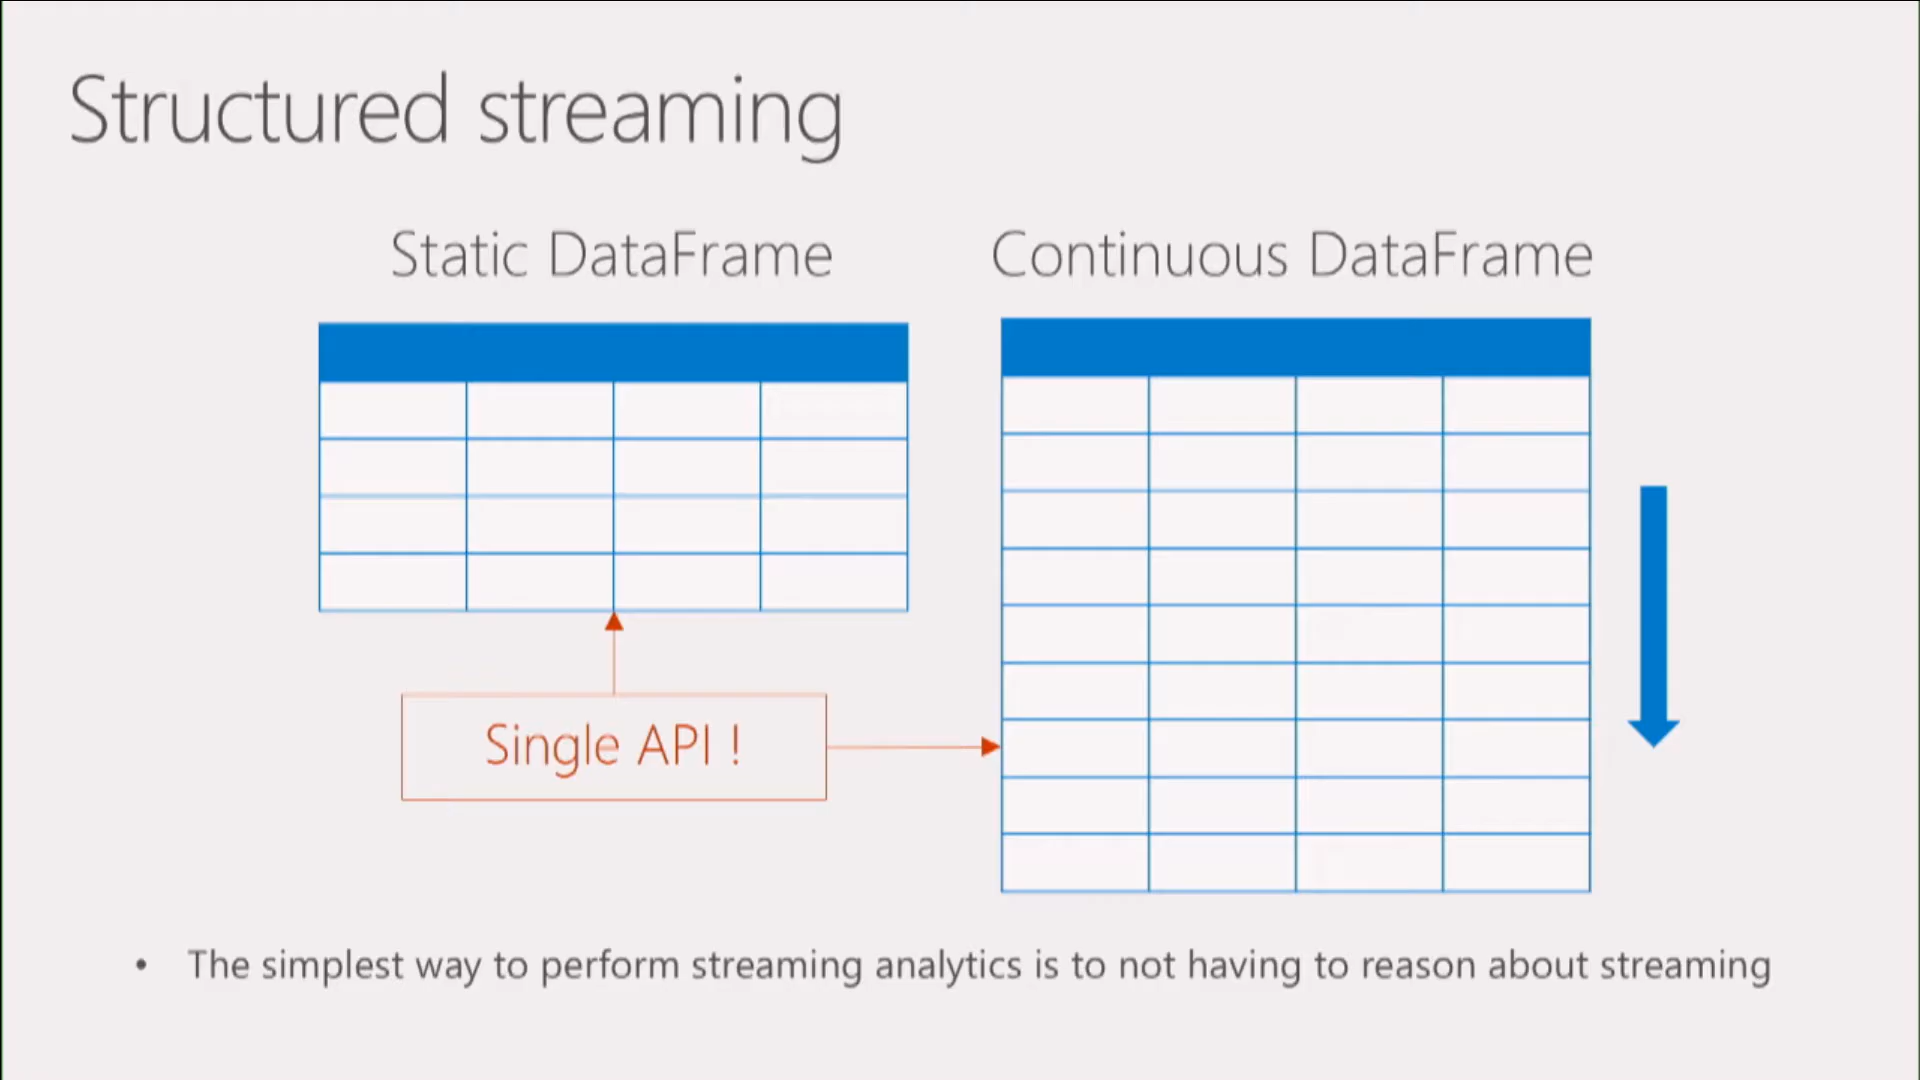 Structured streaming
Static DataFrame
Continuous DataFrame
Single API !
• The simplest way to perform streaming analytics is to not having to reason about streaming